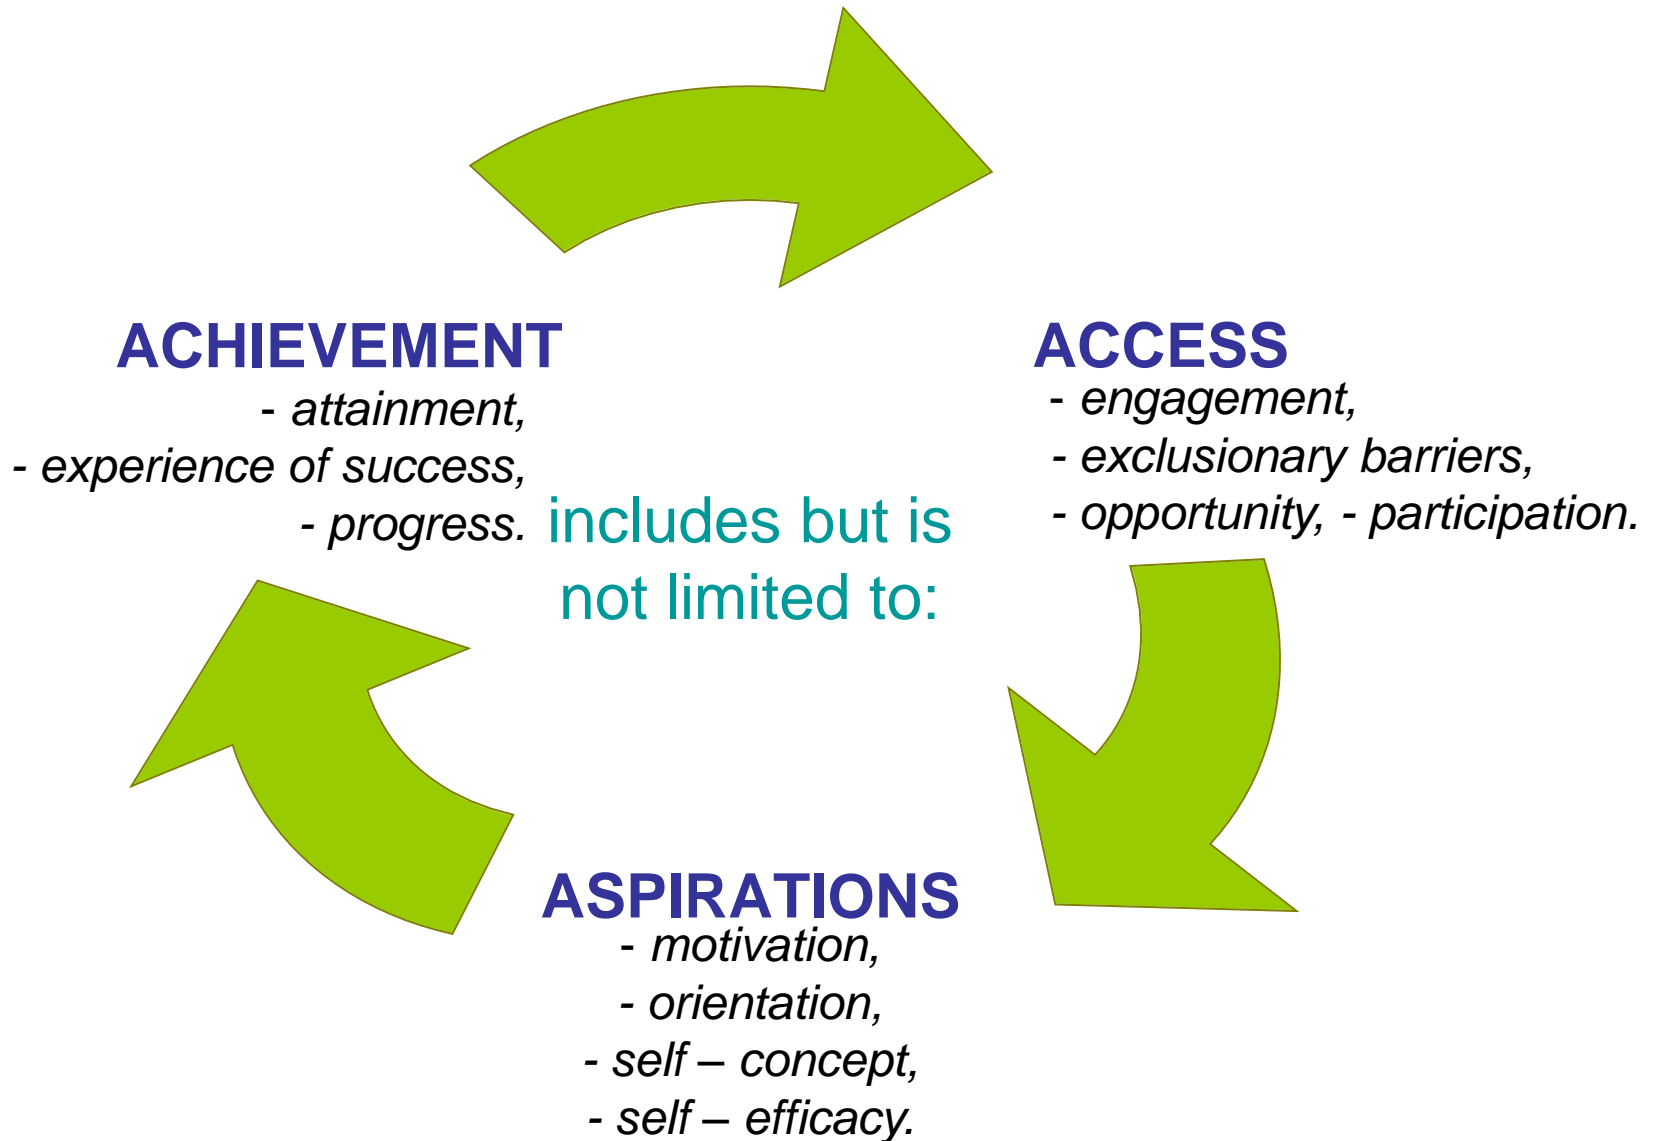 ACHIEVEMENT
- attainment,
- experience of success,
- progress.
ACCESS
- engagement,
- exclusionary barriers,
- opportunity, - participation.
includes but is
not limited to:
ASPIRATIONS
- motivation,
- orientation,
- self – concept,
- self – efficacy.